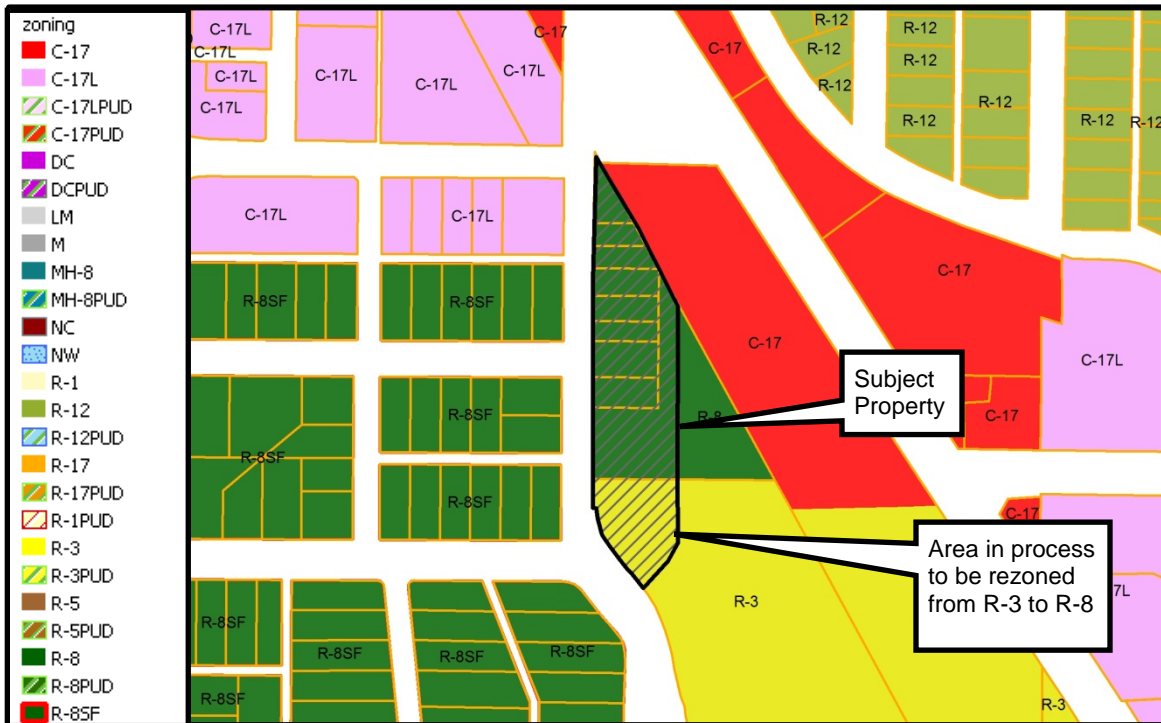 zoning
C-17
C-17L
C-17LPUD
C-17PUD
DC
DCPUD
LM
M
MH-8
MH-8PUD
NC
NW
R-1
R-12
R-12PUD
R-17
R-17PUD
R-1PUD
R-3
R-3PUD
R-5
R-5PUD
R-8
R-8PUD
R-8SF
C-17L
C-17L
C-17L
C-17L
C-17L
C-17L
C-17L
C-17
C-17
R-12
R-12
R-12
R-12
R-12
R-12
R-12
R-12
R-12
R-12
C-17L
C-17L
R-8SF
R-8SF
C-17
C-17
C-17L
R-8
Subject
Property
C-17
R-8SF
R-8SF
R-8SF
C-17
Area in process
to be rezoned
from R-3 to R-8
7L
R-3
R-8SF
R-8SF
R-8SF
R-8SF
R-8SF
R-3